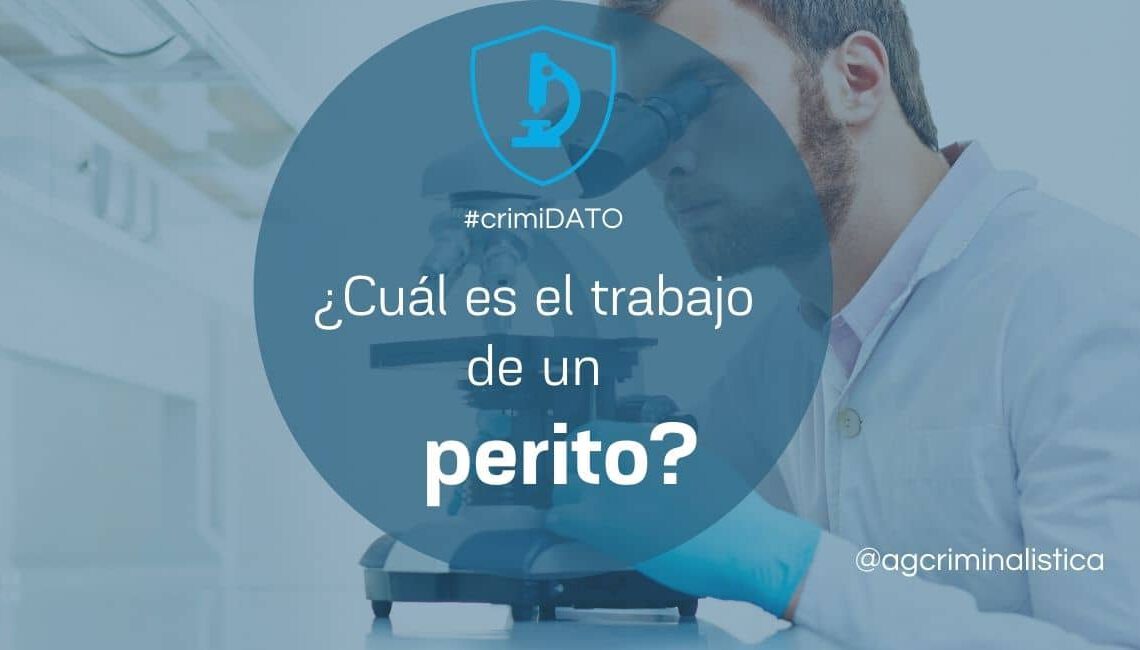 #crimiDATO
¿Cuál es el trabajo
de un
perito?
@agcriminalistica